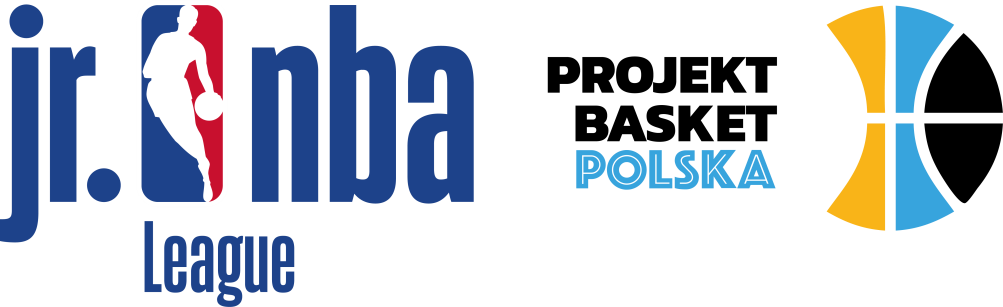 jr. nba
League
PROJEKT
BASKET
POLSKA